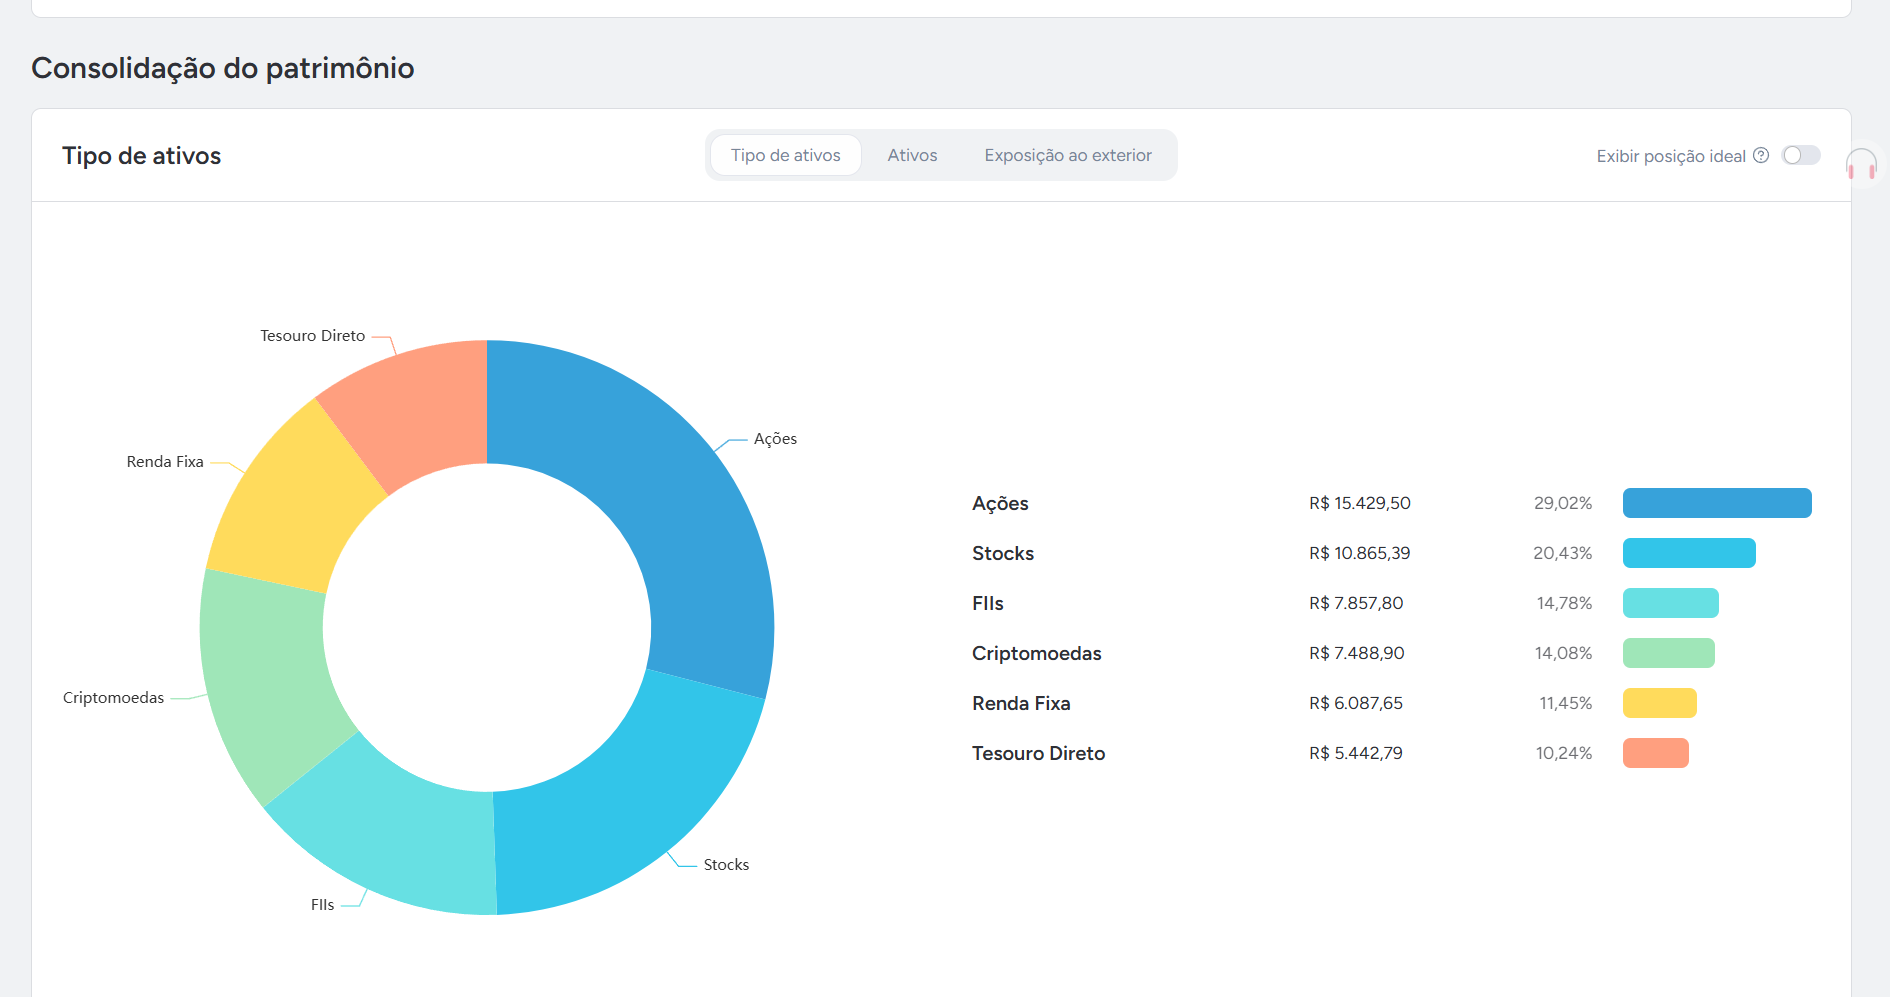 Consolidação do patrimônio
Tipo de ativos
Tipo de ativos
Ativos
Exposição ao exterior
Exibir posição ideal ?
Tesouro Direto
Ações
Renda Fixa
Criptomoedas
Stocks
FIIs
Ações R$ 15.429,50 29,02%
Stocks R$ 10.865,39 20,43%
FIIs R$ 7.857,80 14,78%
Criptomoedas R$ 7.488,90 14,08%
Renda Fixa R$ 6.087,65 11,45%
Tesouro Direto R$ 5.442,79 10,24%